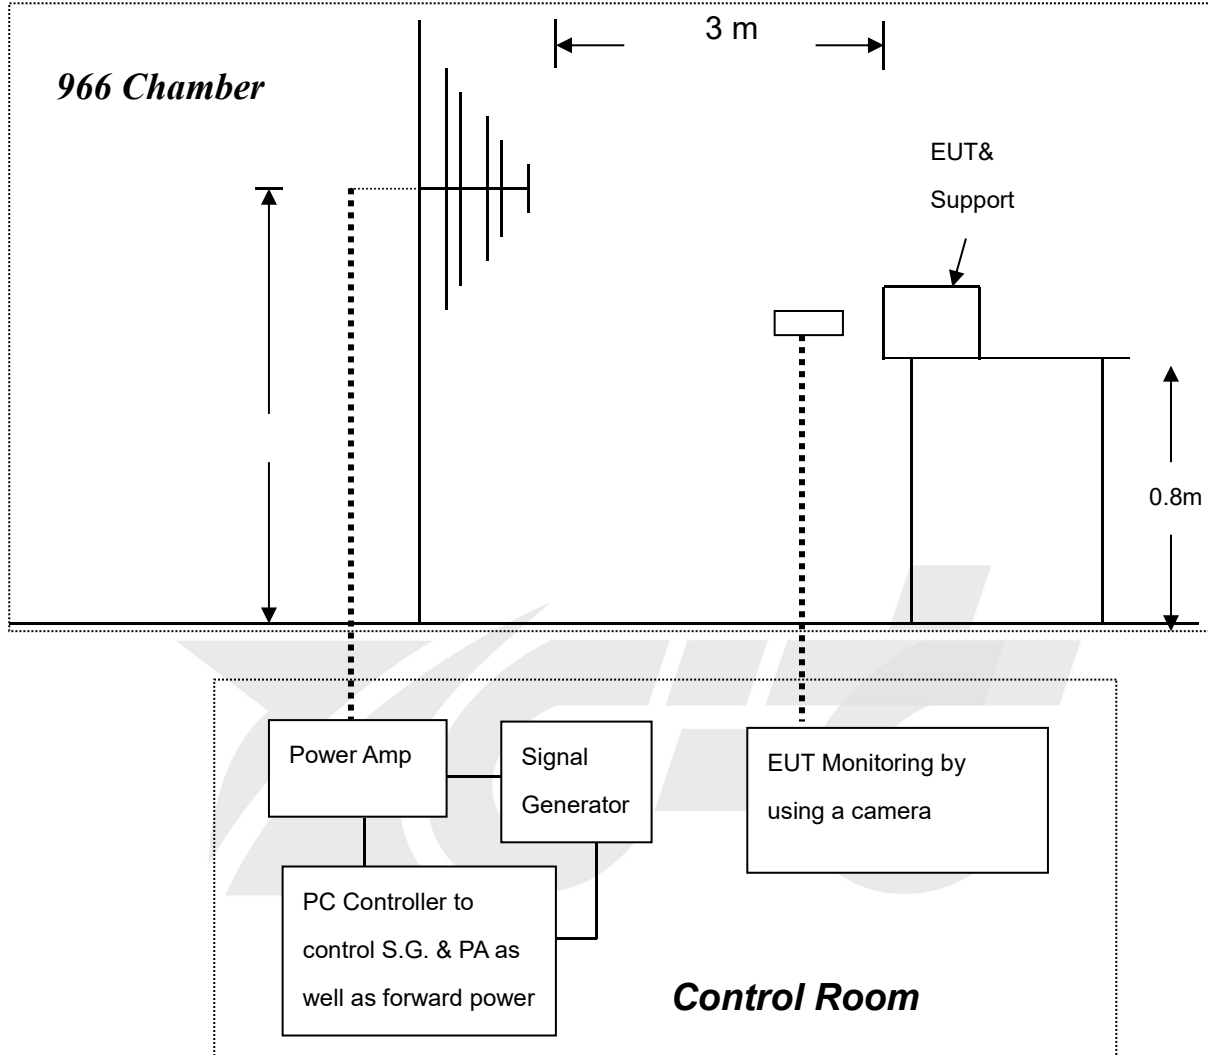 3 m
966 Chamber
EUT&
Support
0.8m
Power Amp
Signal
Generator
EUT Monitoring by
using a camera
PC Controller to
control S.G. & PA as
well as forward power
Control Room